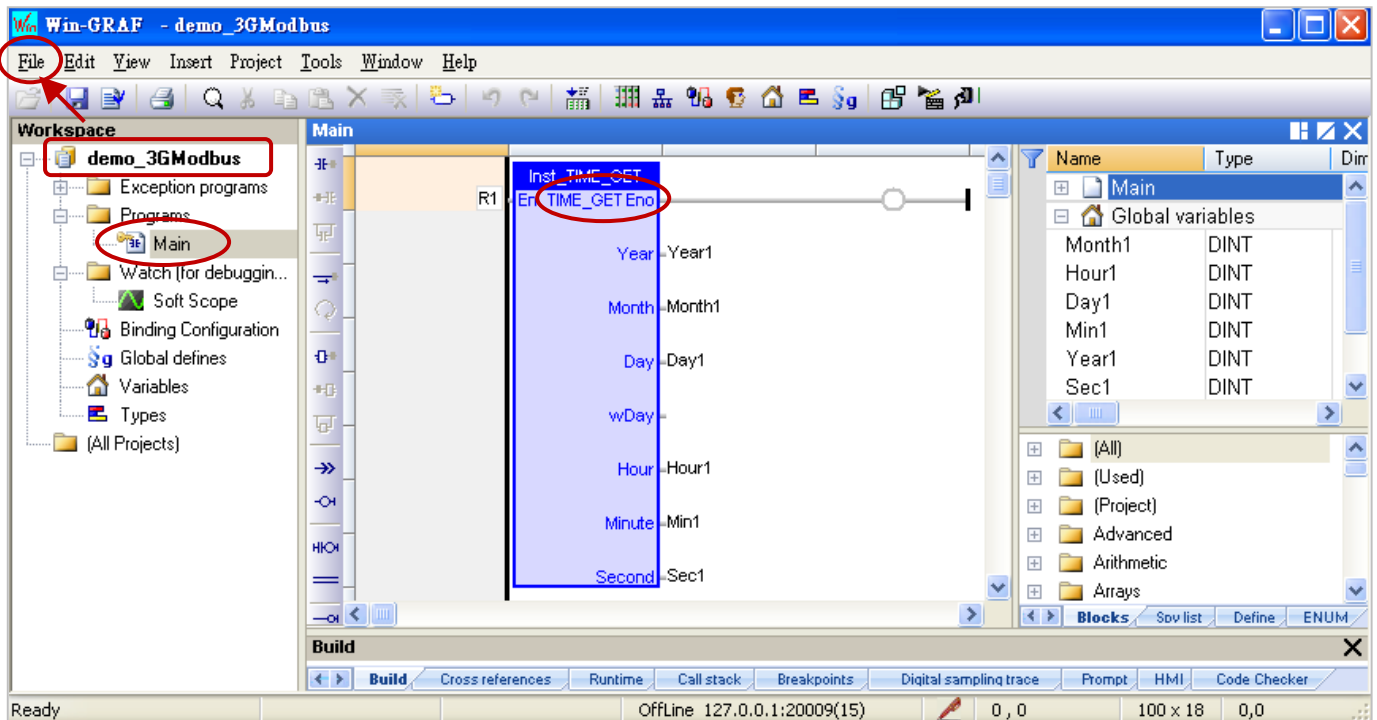 Win-GRAF - demo_3GModbus
File Edit View Insert Project Tools Window Help
Workspace
demo_3GModbus
Exception programs
Programs
Main
Watch (for debuggin...
Soft Scope
Binding Configuration
Global defines
Variables
Types
(All Projects)
Main
R1
Inst_TIME_GET
En TIME_GET Eno
Year Year1
Month Month1
Day Day1
wDay
Hour Hour1
Minute Min1
Second Sec1
Name Type Dim
Main
Global variables
Month1 DINT
Hour1 DINT
Day1 DINT
Min1 DINT
Year1 DINT
Sec1 DINT
(All)
(Used)
(Project)
Advanced
Arithmetic
Arrays
Blocks Spy list Define ENUM
Build
Build Cross references Runtime Call stack Breakpoints Digital sampling trace Prompt HMI Code Checker
Ready OffLine 127.0.0.1:20009(15) 0 , 0 100 x 18 0,0